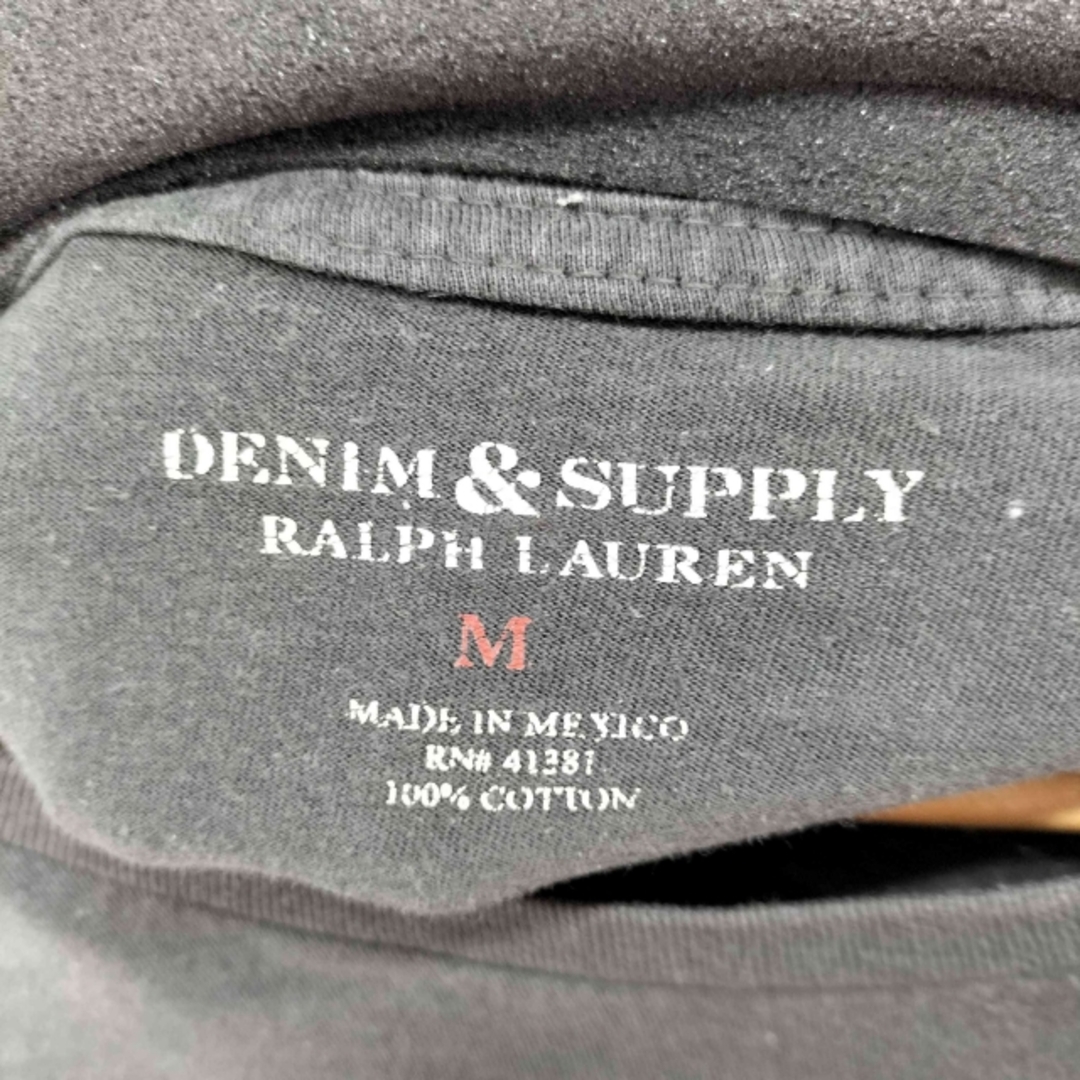 DENIM & SUPPLY
RALPH LAUREN
M
MADE IN MEXICO
RN# 41381
100% COTTON